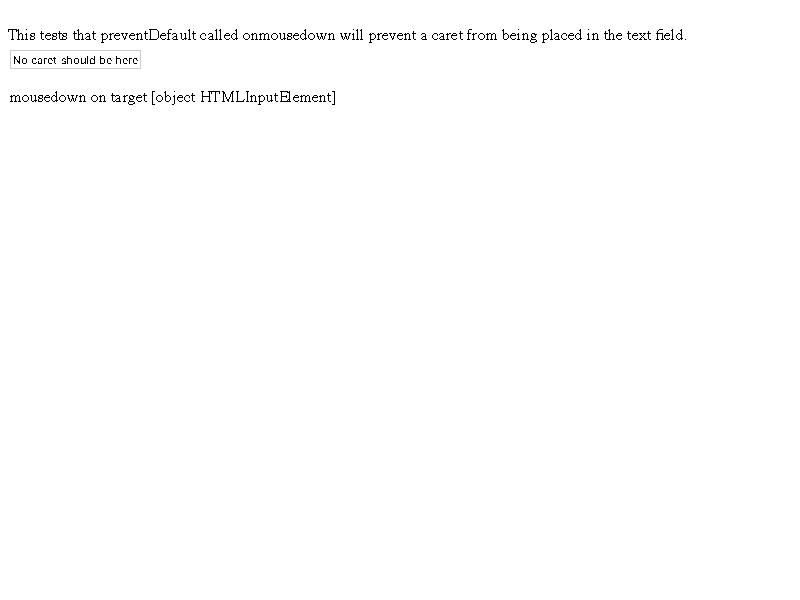 This tests that preventDefault called onmousedown will prevent a caret from being placed in the text field.
No caret should be here
mousedown on target [object HTMLInputElement]